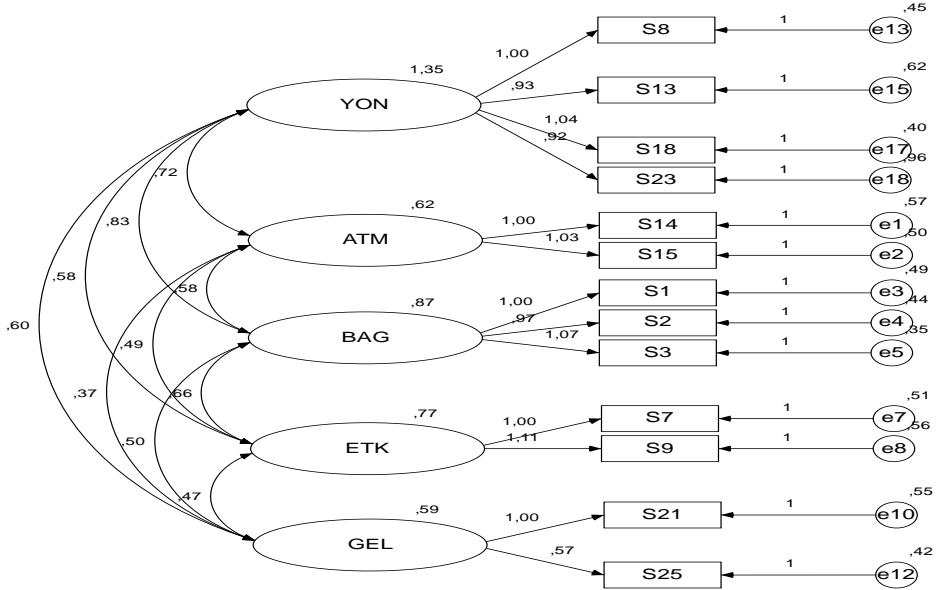 ,45
S8
1
e13
1,00
1,35
,62
,93
S13
1
e15
YON
1,04
,40
,92
S18
1
e17
,96
S23
1
e18
,72
,62
,57
,83
ATM
1,00
S14
1
e1
1,03
,50
S15
1
e2
,58
,58
,87
,49
1,00
S1
1
e3
,97
,44
,60
S2
1
e4
BAG
1,07
,35
,49
S3
1
e5
,37
,66
,77
,51
1,00
S7
1
e7
,50
ETK
1,11
,56
S9
1
e8
,47
,59
,55
1,00
S21
1
e10
GEL
,57
,42
S25
1
e12